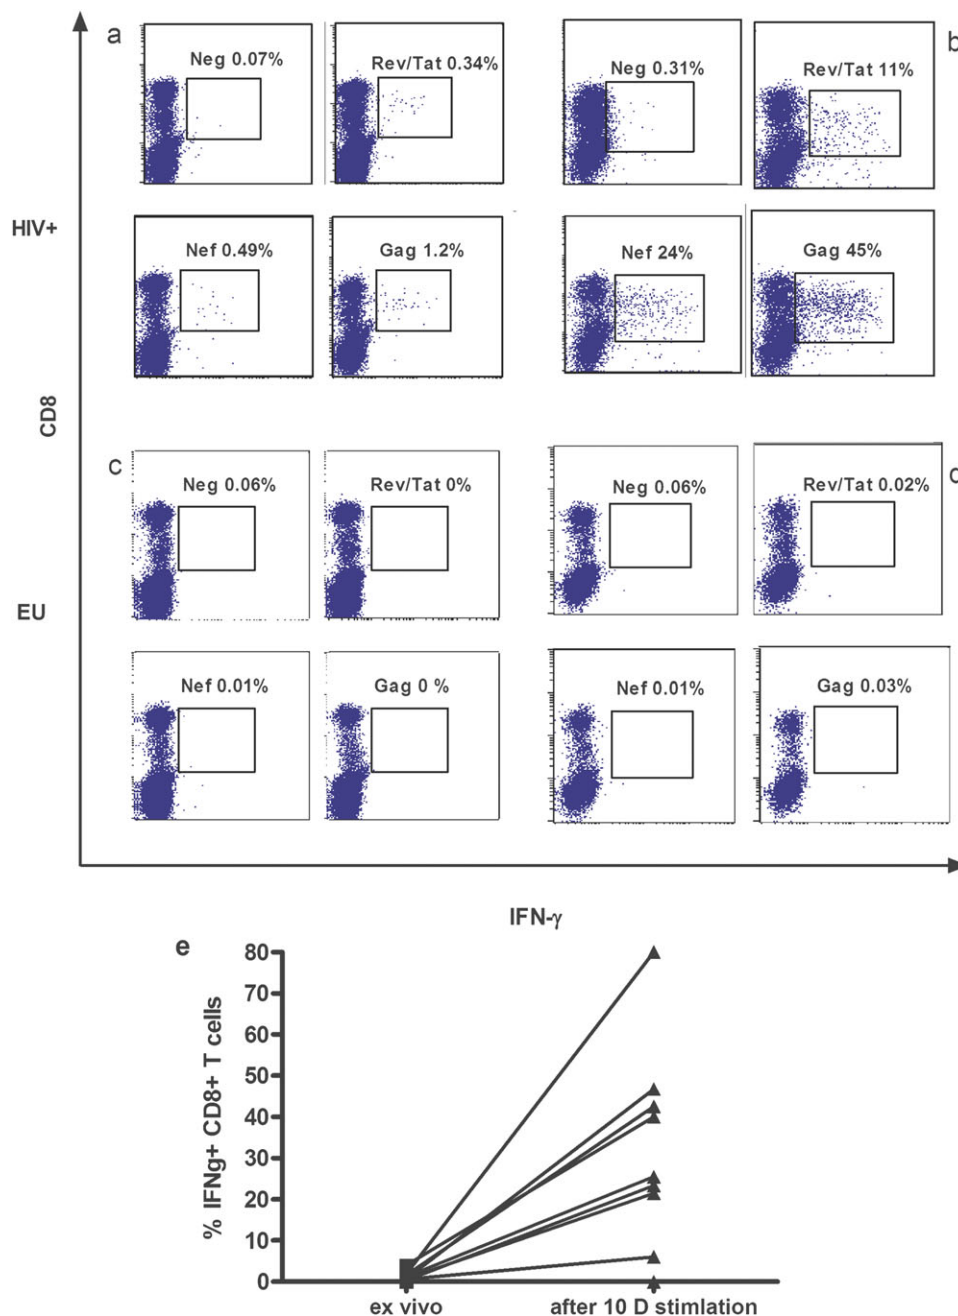 a
b
Neg 0.07%
Rev/Tat 0.34%
Neg 0.31%
Rev/Tat 11%
HIV+
Nef 0.49%
Gag 1.2%
Nef 24%
Gag 45%
CD8
c
d
Neg 0.06%
Rev/Tat 0%
Neg 0.06%
Rev/Tat 0.02%
EU
Nef 0.01%
Gag 0 %
Nef 0.01%
Gag 0.03%
IFN-γ
e
% IFNg+ CD8+ T cells
80
70
60
50
40
30
20
10
0
ex vivo
after 10 D stimlation